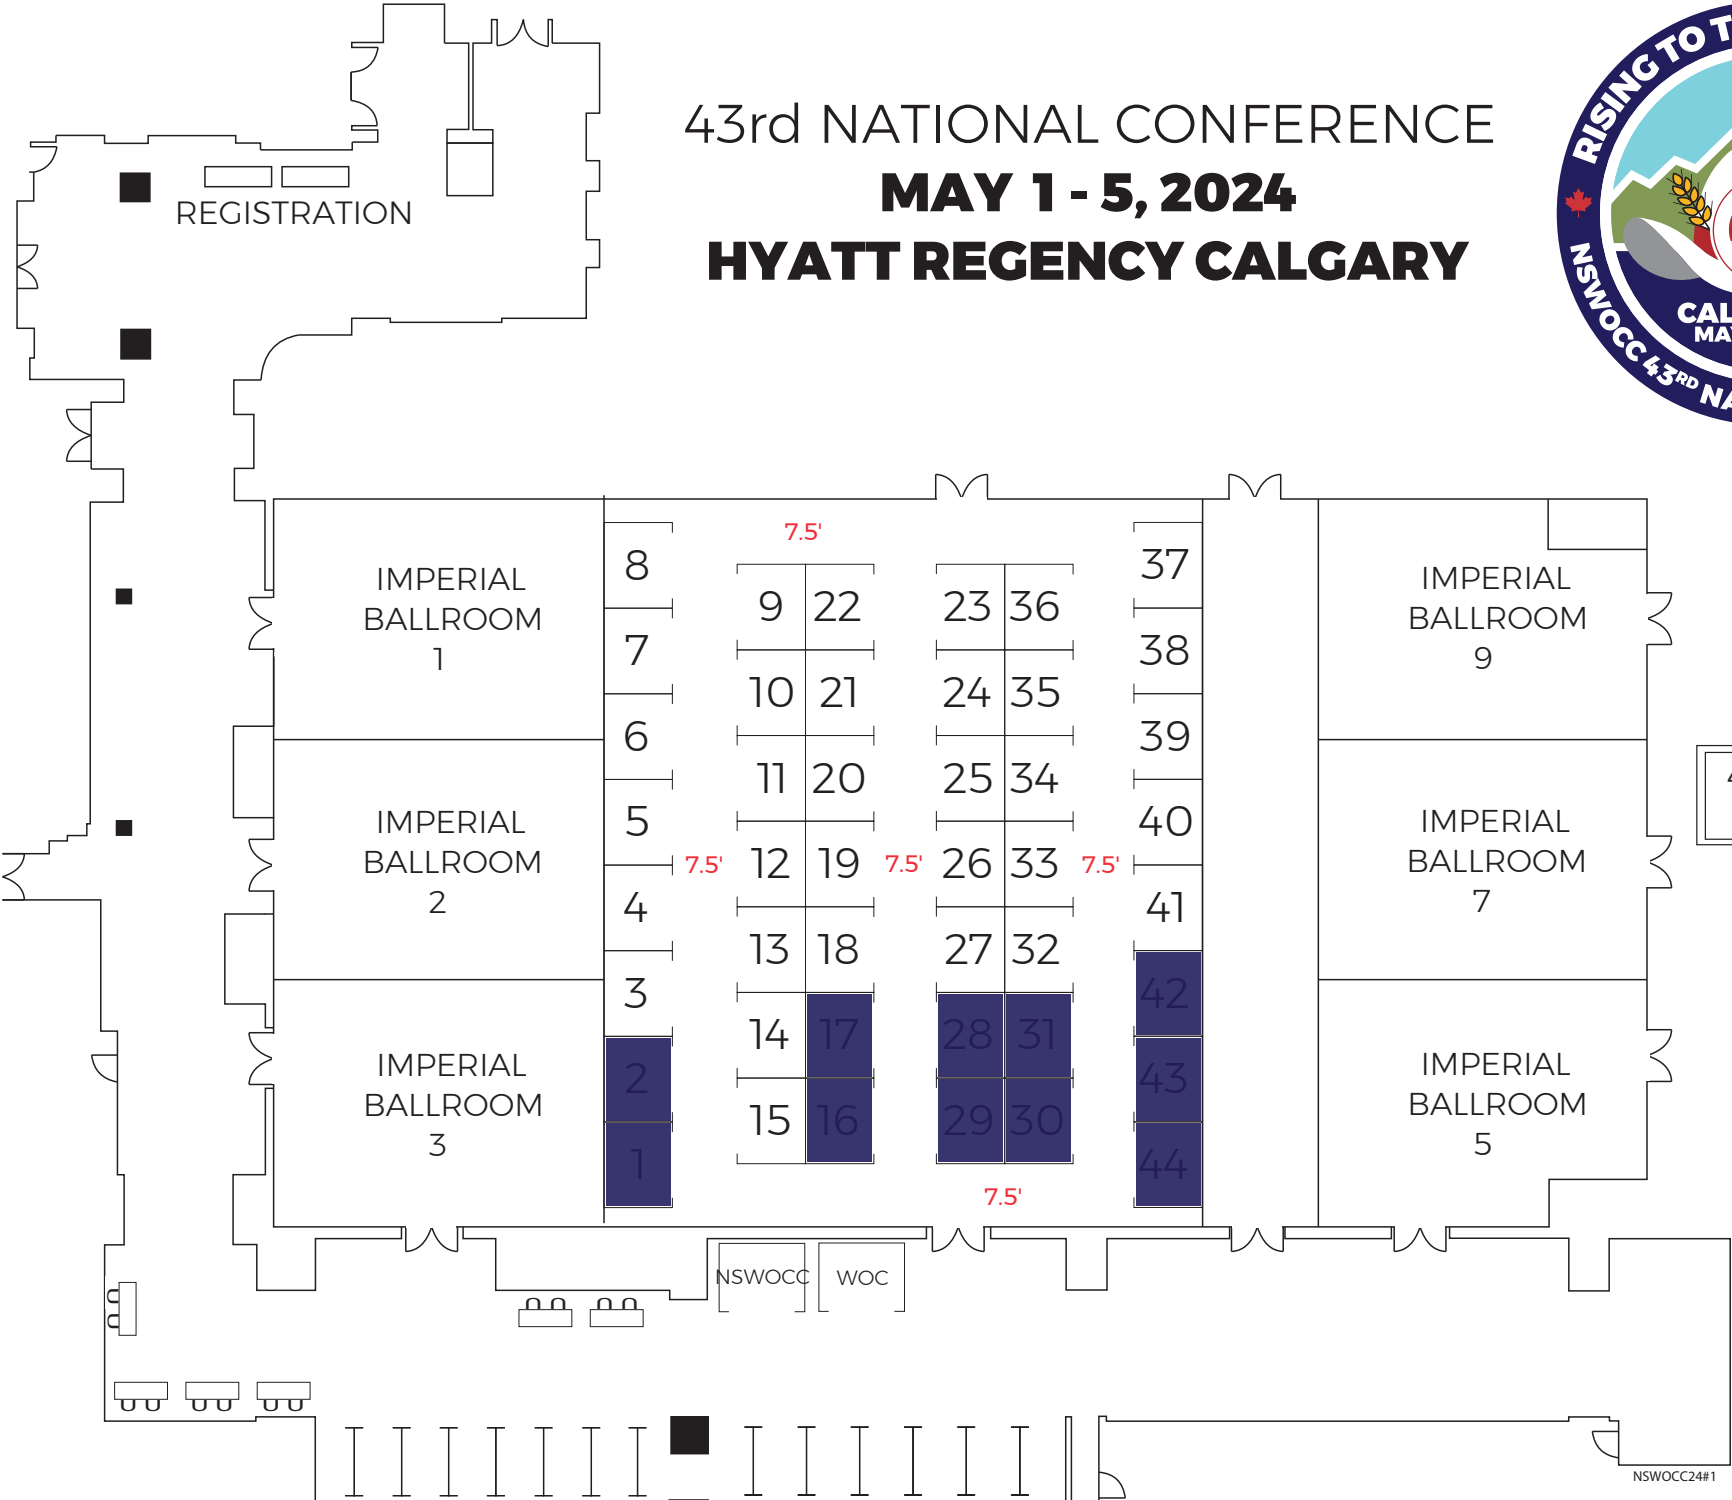 43rd NATIONAL CONFERENCE
MAY 1 - 5, 2024
HYATT REGENCY CALGARY
RISING TO T
NSWOCC 43RD NA
CAL
MAY
REGISTRATION
IMPERIAL
BALLROOM
1
IMPERIAL
BALLROOM
2
IMPERIAL
BALLROOM
3
8
7
6
5
4
3
2
1
7.5'
7.5'
9 22
10 21
11 20
12 19
13 18
14 17
15 16
7.5'
23 36
24 35
25 34
26 33
27 32
28 31
29 30
7.5'
7.5'
37
38
39
40
41
42
43
44
IMPERIAL
BALLROOM
9
IMPERIAL
BALLROOM
7
IMPERIAL
BALLROOM
5
NSWOCC
WOC
NSWOCC24#1